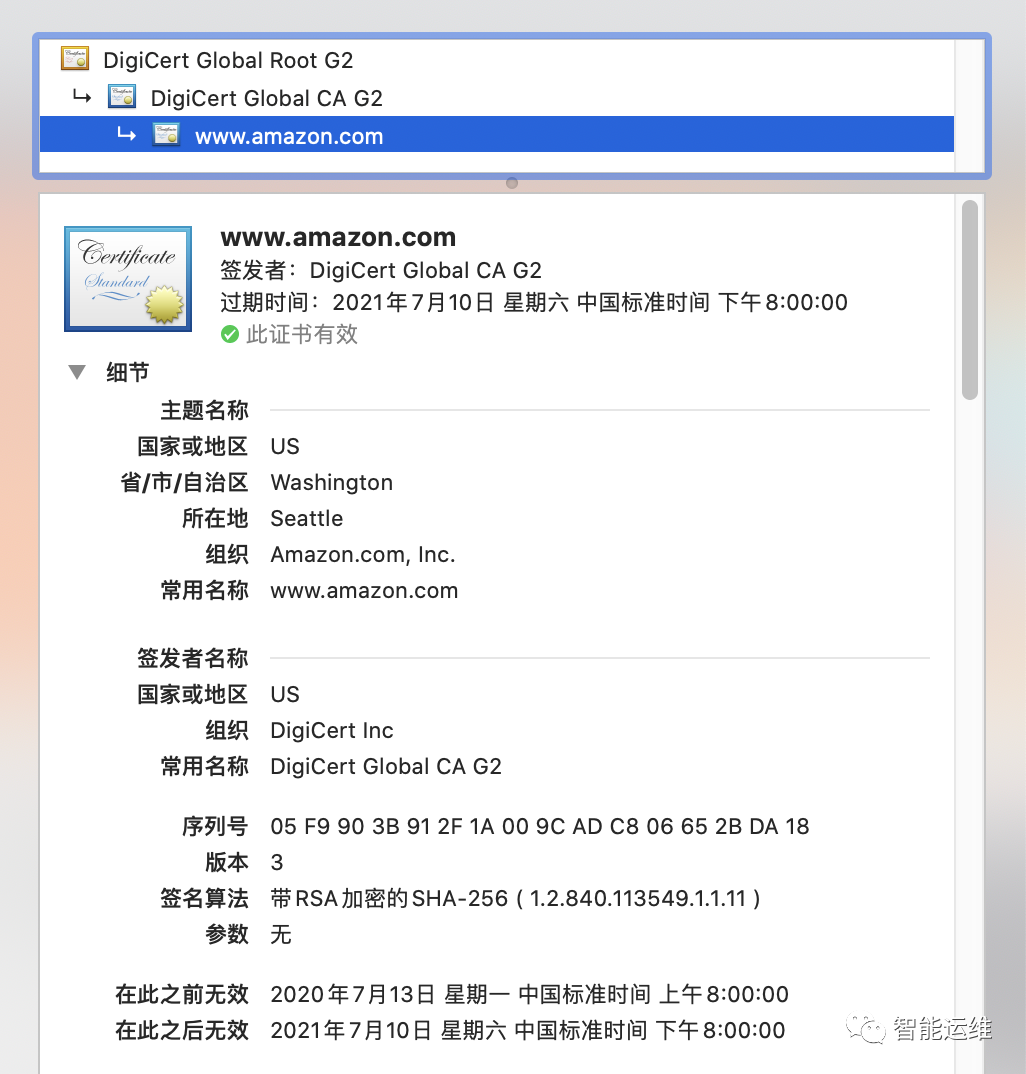 DigiCert Global Root G2
DigiCert Global CA G2
www.amazon.com
Certificate
Standard
www.amazon.com
签发者：DigiCert Global CA G2
过期时间：2021年7月10日 星期六 中国标准时间 下午8:00:00
此证书有效
细节
主题名称
国家或地区 US
省/市/自治区 Washington
所在地 Seattle
组织 Amazon.com, Inc.
常用名称 www.amazon.com
签发者名称
国家或地区 US
组织 DigiCert Inc
常用名称 DigiCert Global CA G2
序列号 05 F9 90 3B 91 2F 1A 00 9C AD C8 06 65 2B DA 18
版本 3
签名算法 带RSA加密的SHA-256 ( 1.2.840.113549.1.1.11 )
参数 无
在此之前无效 2020年7月13日 星期一 中国标准时间 上午8:00:00
在此之后无效 2021年7月10日 星期六 中国标准时间 下午8:00:00
智能运维